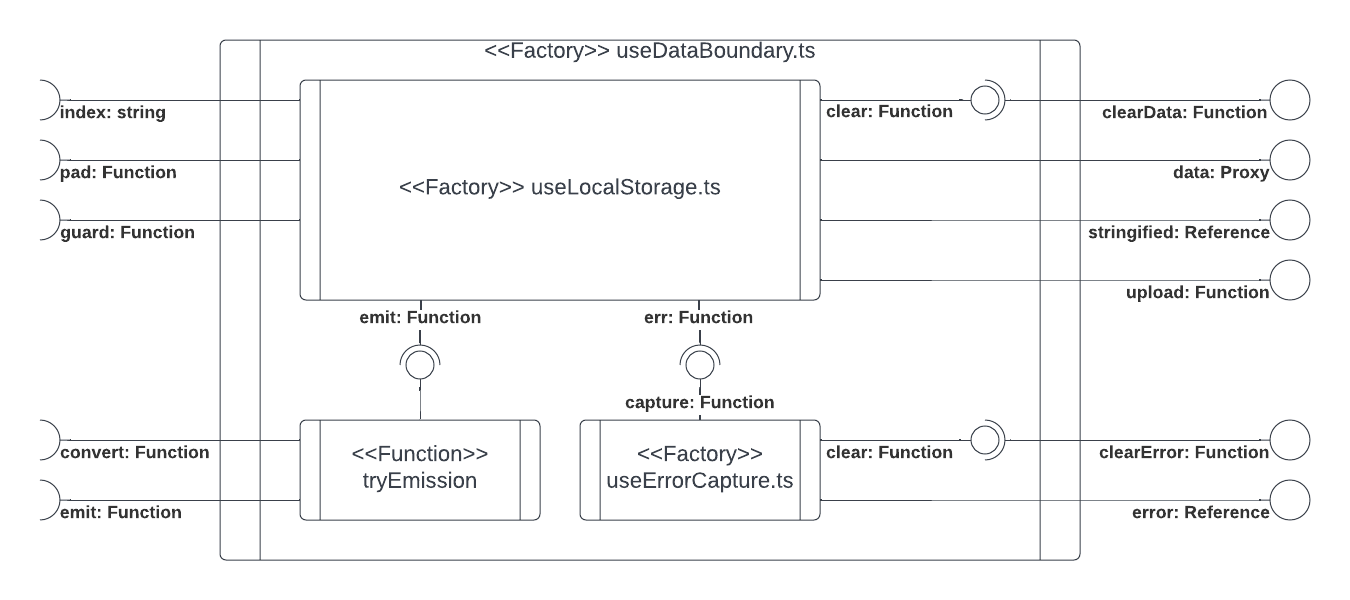 <<Factory>> useDataBoundary.ts
index: string
clear: Function
clearData: Function
pad: Function
<<Factory>> useLocalStorage.ts
data: Proxy
guard: Function
stringified: Reference
upload: Function
emit: Function
err: Function
capture: Function
convert: Function
<<Function>>
tryEmission
<<Factory>>
useErrorCapture.ts
clear: Function
clearError: Function
emit: Function
error: Reference